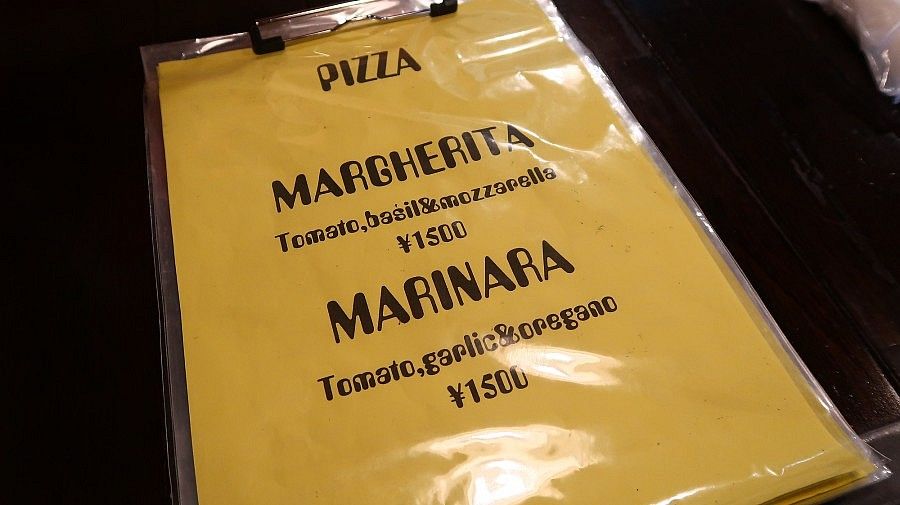 PIZZA
MARGHERITA
Tomato,basil&mozzarella
¥1500
MARINARA
Tomato,garlic&oregano
¥1500